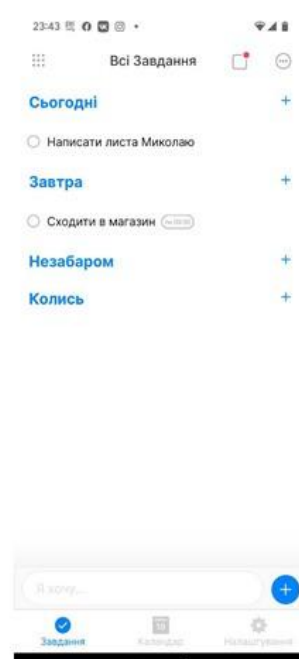 23:43
Всі Завдання
Сьогодні +
Написати листа Миколаю
Завтра +
Сходити в магазин
Незабаром +
Колись +
Я хочу...
Завдання Календар Налаштування